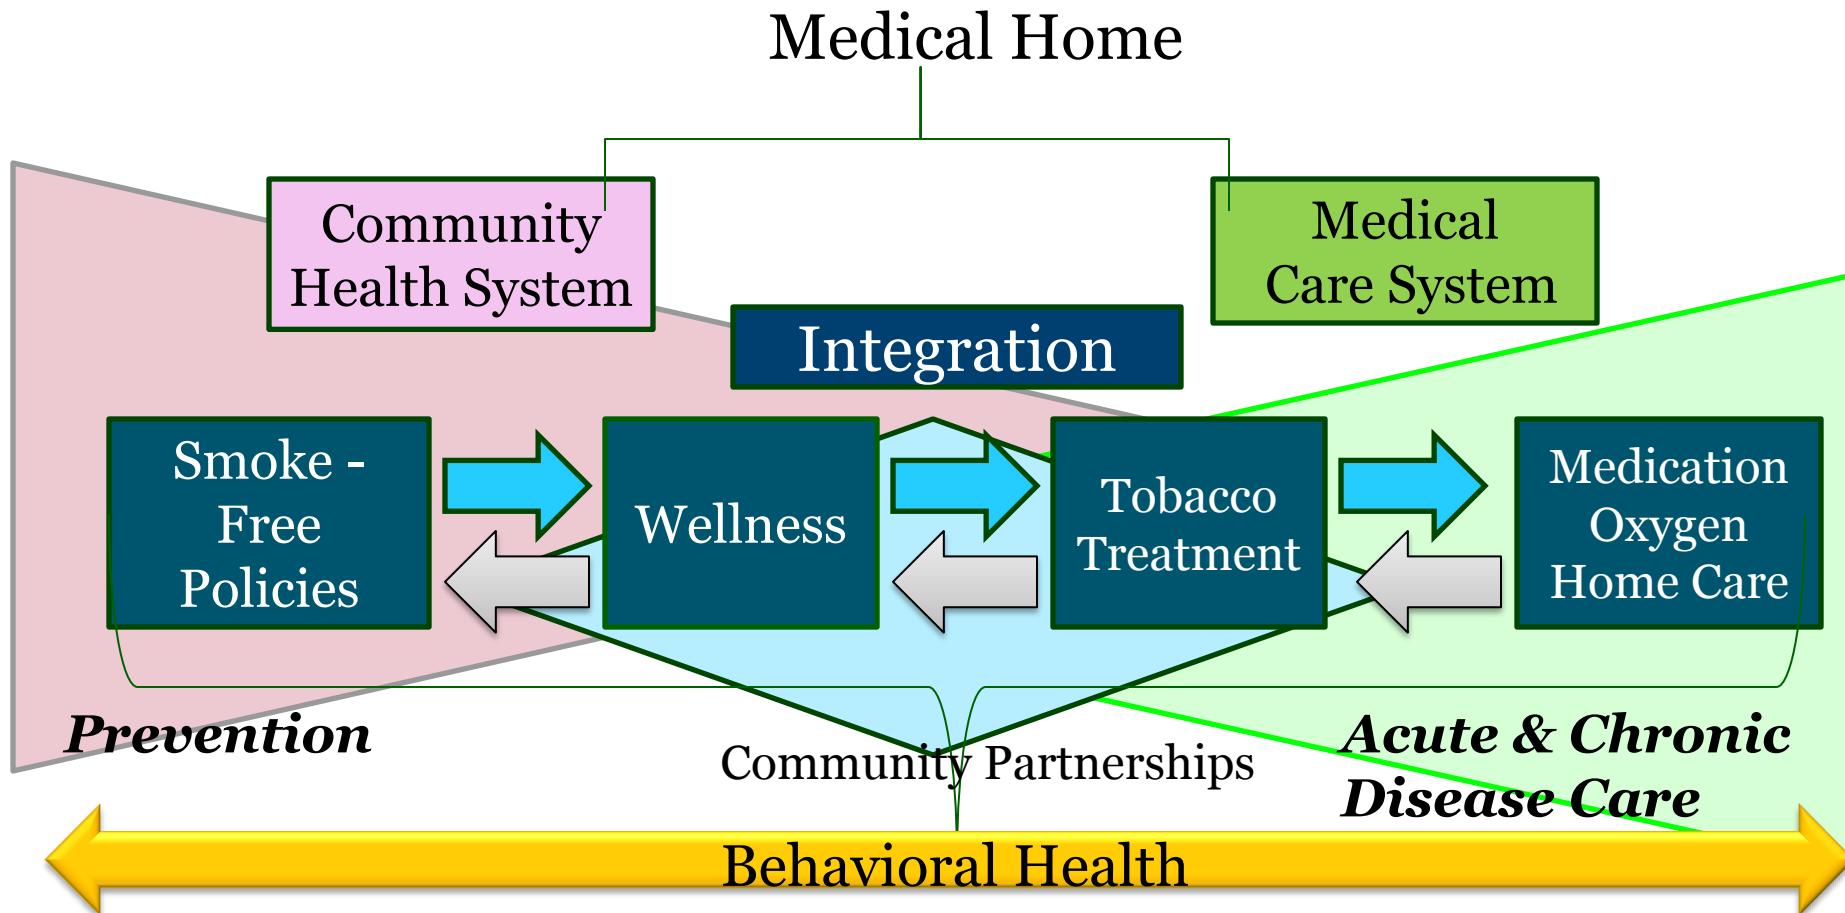 Medical Home
Community
Health System
Medical
Care System
Integration
Smoke -
Free
Policies
Wellness
Tobacco
Treatment
Medication
Oxygen
Home Care
Prevention
Community Partnerships
Acute & Chronic
Disease Care
Behavioral Health